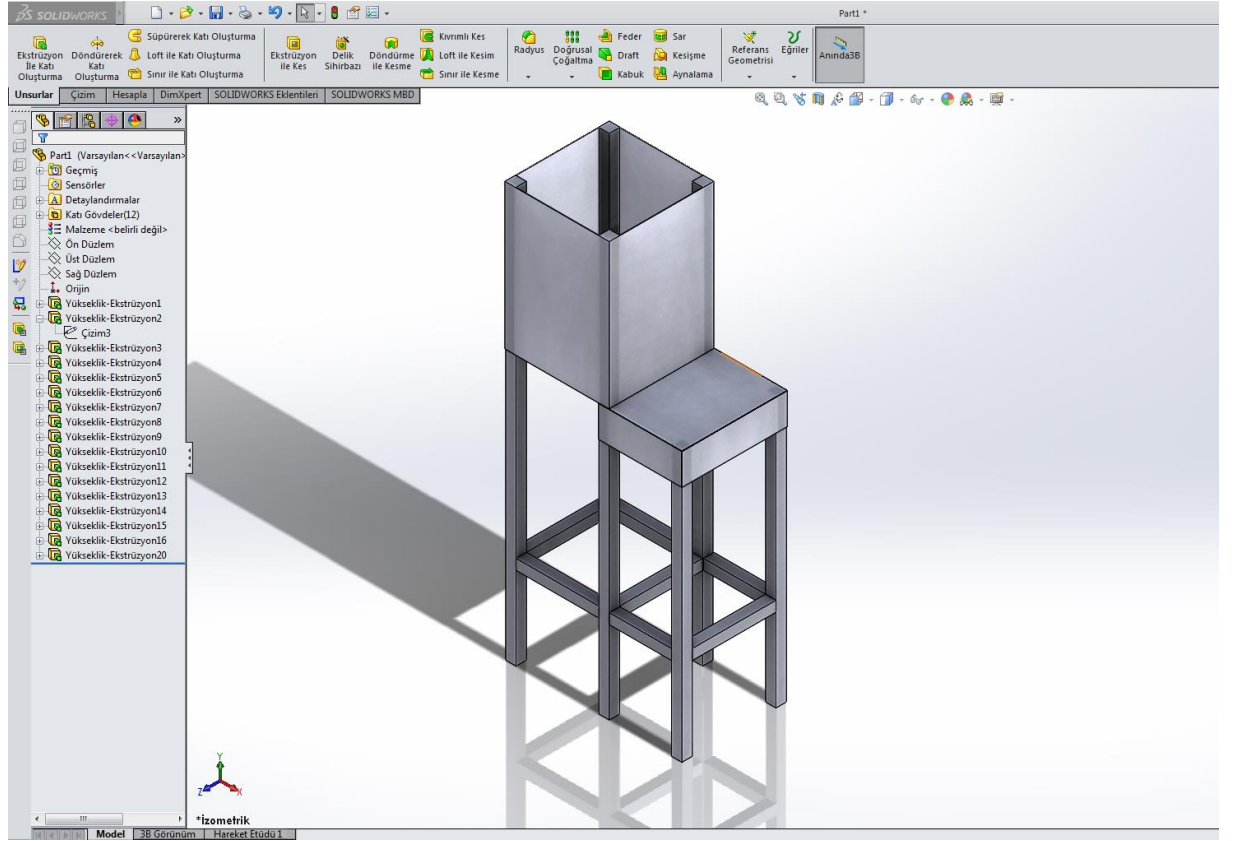 SOLIDWORKS
Part1 *
Ekstrüzyon İle Katı Oluşturma
Döndürerek Katı Oluşturma
Süpürerek Katı Oluşturma
Loft ile Katı Oluşturma
Sınır ile Katı Oluşturma
Ekstrüzyon ile Kes
Delik Sihirbazı
Döndürme ile Kesme
Kıvrımlı Kes
Loft ile Kesim
Sınır ile Kesme
Radyus
Doğrusal Çoğaltma
Feder
Draft
Kabuk
Sar
Kesişme
Aynalama
Referans Geometrisi
Eğriler
Anında3B
Unsurlar Çizim Hesapla DimXpert SOLIDWORKS Eklentileri SOLIDWORKS MBD
Part1 (Varsayılan<<Varsayılan>
Geçmiş
Sensörler
Detaylandırmalar
Katı Gövdeler(12)
Malzeme <belirli değil>
Ön Düzlem
Üst Düzlem
Sağ Düzlem
Orijin
Yükseklik-Ekstrüzyon1
Yükseklik-Ekstrüzyon2
Çizim3
Yükseklik-Ekstrüzyon3
Yükseklik-Ekstrüzyon4
Yükseklik-Ekstrüzyon5
Yükseklik-Ekstrüzyon6
Yükseklik-Ekstrüzyon7
Yükseklik-Ekstrüzyon8
Yükseklik-Ekstrüzyon9
Yükseklik-Ekstrüzyon10
Yükseklik-Ekstrüzyon11
Yükseklik-Ekstrüzyon12
Yükseklik-Ekstrüzyon13
Yükseklik-Ekstrüzyon14
Yükseklik-Ekstrüzyon15
Yükseklik-Ekstrüzyon16
Yükseklik-Ekstrüzyon20
Y
Z X
*İzometrik
Model 3B Görünüm Hareket Etüdü 1